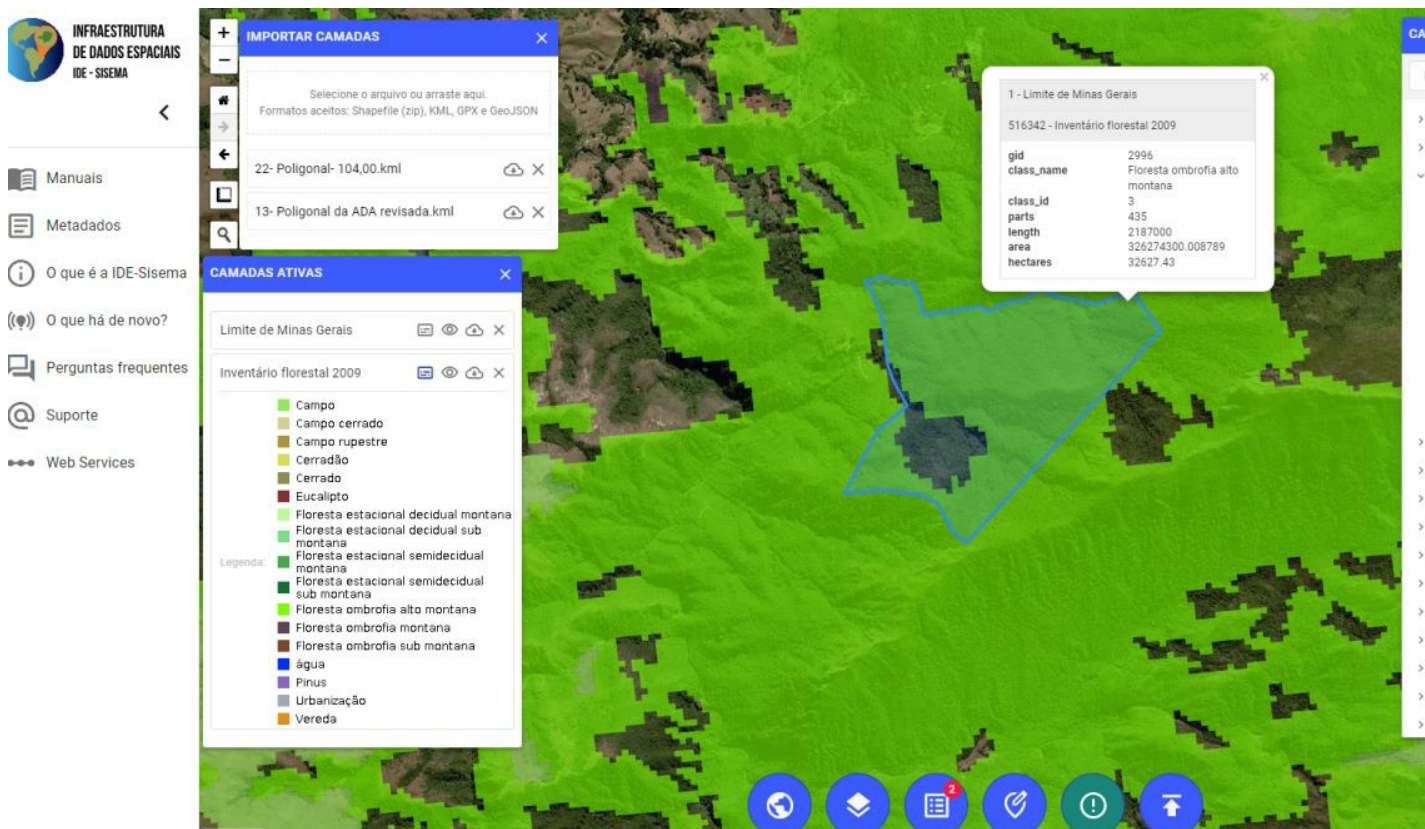 INFRAESTRUTURA
DE DADOS ESPACIAIS
IDE - SISEMA
Manuais
Metadados
O que é a IDE-Sisema
O que há de novo?
Perguntas frequentes
Suporte
Web Services
+
−
IMPORTAR CAMADAS
Selecione o arquivo ou arraste aqui.
Formatos aceitos: Shapefile (zip), KML, GPX e GeoJSON
22- Poligonal- 104,00.kml
13- Poligonal da ADA revisada.kml
CAMADAS ATIVAS
Limite de Minas Gerais
Inventário florestal 2009
Legenda:
Campo
Campo cerrado
Campo rupestre
Cerradão
Cerrado
Eucalipto
Floresta estacional decidual montana
Floresta estacional decidual sub
montana
Floresta estacional semidecidual
montana
Floresta estacional semidecidual
sub montana
Floresta ombrofia alto montana
Floresta ombrofia montana
Floresta ombrofia sub montana
água
Pinus
Urbanização
Vereda
1 - Limite de Minas Gerais
516342 - Inventário florestal 2009
gid 2996
class_name Floresta ombrofia alto
montana
class_id 3
parts 435
length 2187000
area 326274300.008789
hectares 32627.43
CA
2